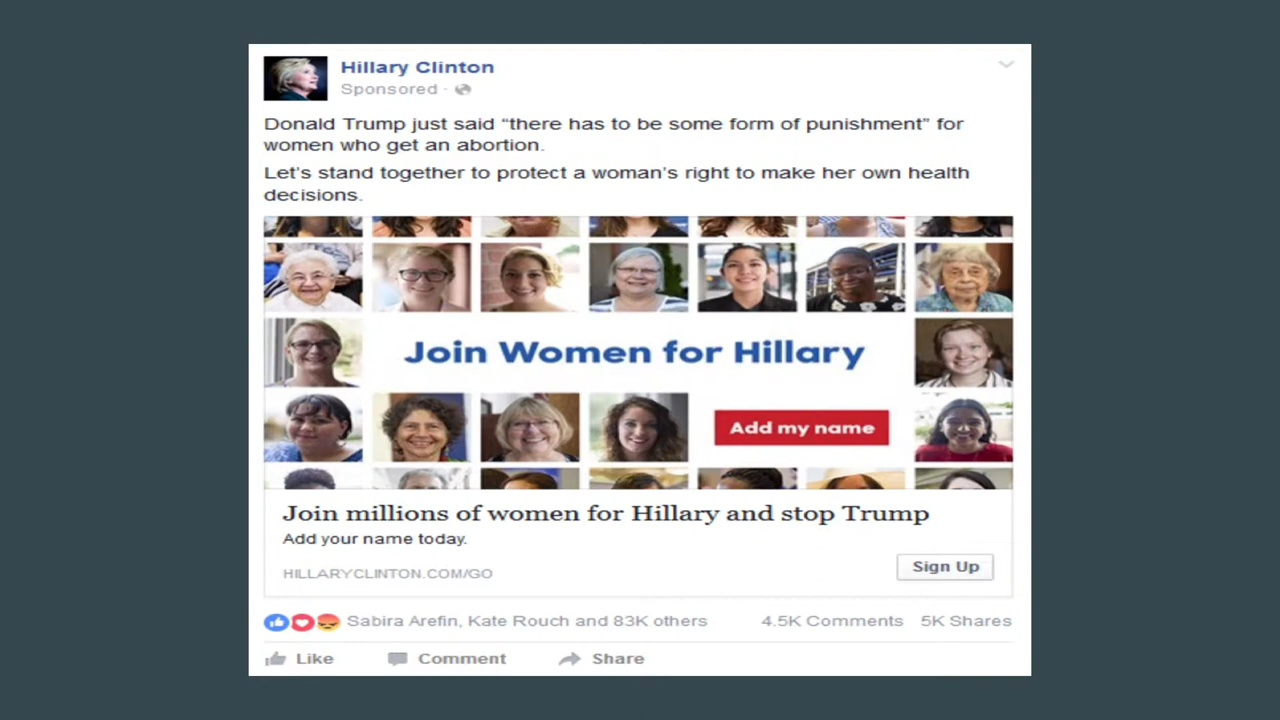 Hillary Clinton
Sponsored ·
Donald Trump just said “there has to be some form of punishment” for
women who get an abortion.
Let’s stand together to protect a woman’s right to make her own health
decisions.
Join Women for Hillary
Add my name
Join millions of women for Hillary and stop Trump
Add your name today.
HILLARYCLINTON.COM/GO
Sign Up
Sabira Arefin, Kate Rouch and 83K others 4.5K Comments 5K Shares
Like Comment Share